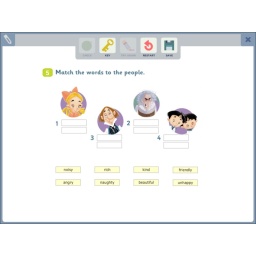 KEY
RESTART
SAVE
5 Match the words to the people.
1
2
3
4
noisy
rich
kind
friendly
angry
naughty
beautiful
unhappy